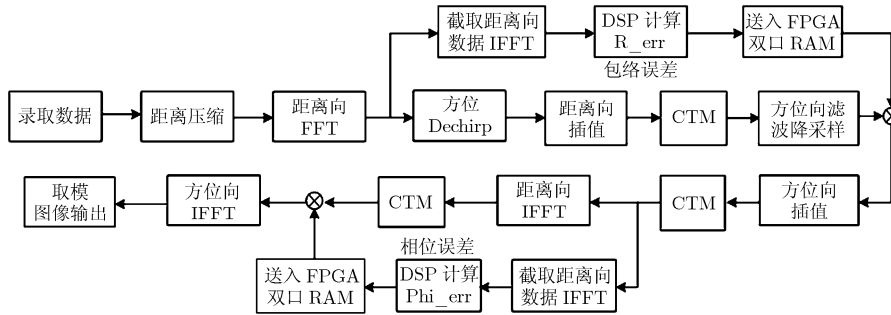 截取距离向
数据 IFFT
DSP 计算
R_err
包络误差
送入 FPGA
双口 RAM
录取数据
距离压缩
距离向
FFT
方位
Dechirp
距离向
插值
CTM
方位向滤
波降采样
取模
图像输出
方位向
IFFT
CTM
距离向
IFFT
CTM
方位向
插值
相位误差
送入 FPGA
双口 RAM
DSP 计算
Phi_err
截取距离向
数据 IFFT